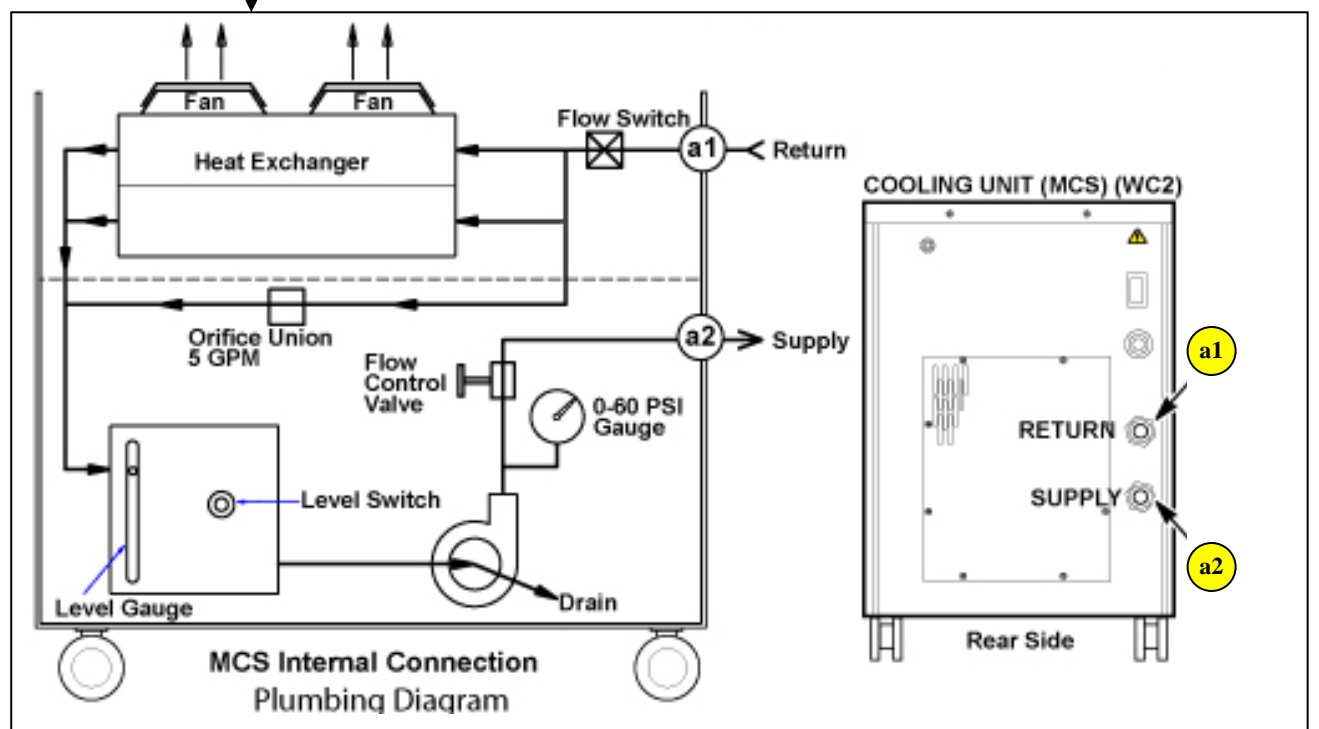 Fan
Fan
Flow Switch
Heat Exchanger
a1
Return
Orifice Union
5 GPM
a2
Supply
Flow
Control
Valve
0-60 PSI
Gauge
Level Switch
Level Gauge
Drain
MCS Internal Connection
Plumbing Diagram
COOLING UNIT (MCS) (WC2)
a1
RETURN
SUPPLY
a2
Rear Side